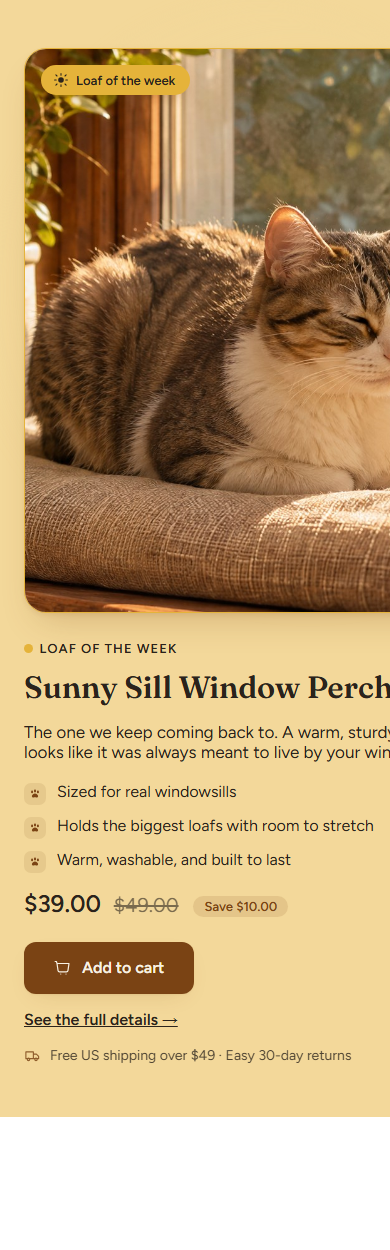 Loaf of the week
LOAF OF THE WEEK
Sunny Sill Window Perch
The one we keep coming back to. A warm, sturdy
looks like it was always meant to live by your
Sized for real windowsills
Holds the biggest loafs with room to stretch
Warm, washable, and built to last
$39.00 $49.00 Save $10.00
Add to cart
See the full details →
Free US shipping over $49 · Easy 30-day returns